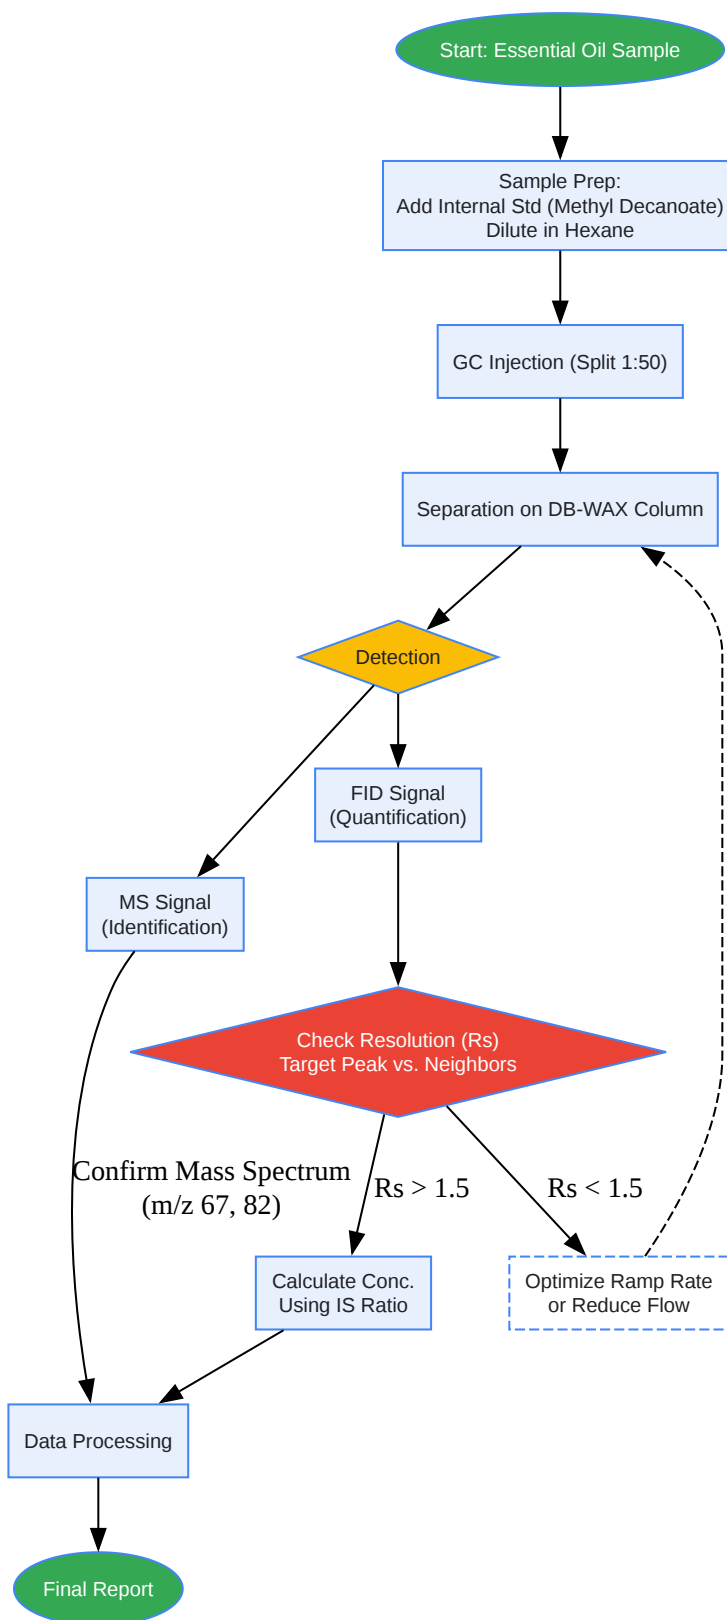 Start: Essential Oil Sample
Sample Prep:
Add Internal Std (Methyl Decanoate)
Dilute in Hexane
GC Injection (Split 1:50)
Separation on DB-WAX Column
Detection
FID Signal
(Quantification)
MS Signal
(Identification)
Check Resolution (Rs)
Target Peak vs. Neighbors
Confirm Mass Spectrum
(m/z 67, 82)
Rs > 1.5
Rs < 1.5
Calculate Conc.
Using IS Ratio
Optimize Ramp Rate
or Reduce Flow
Data Processing
Final Report